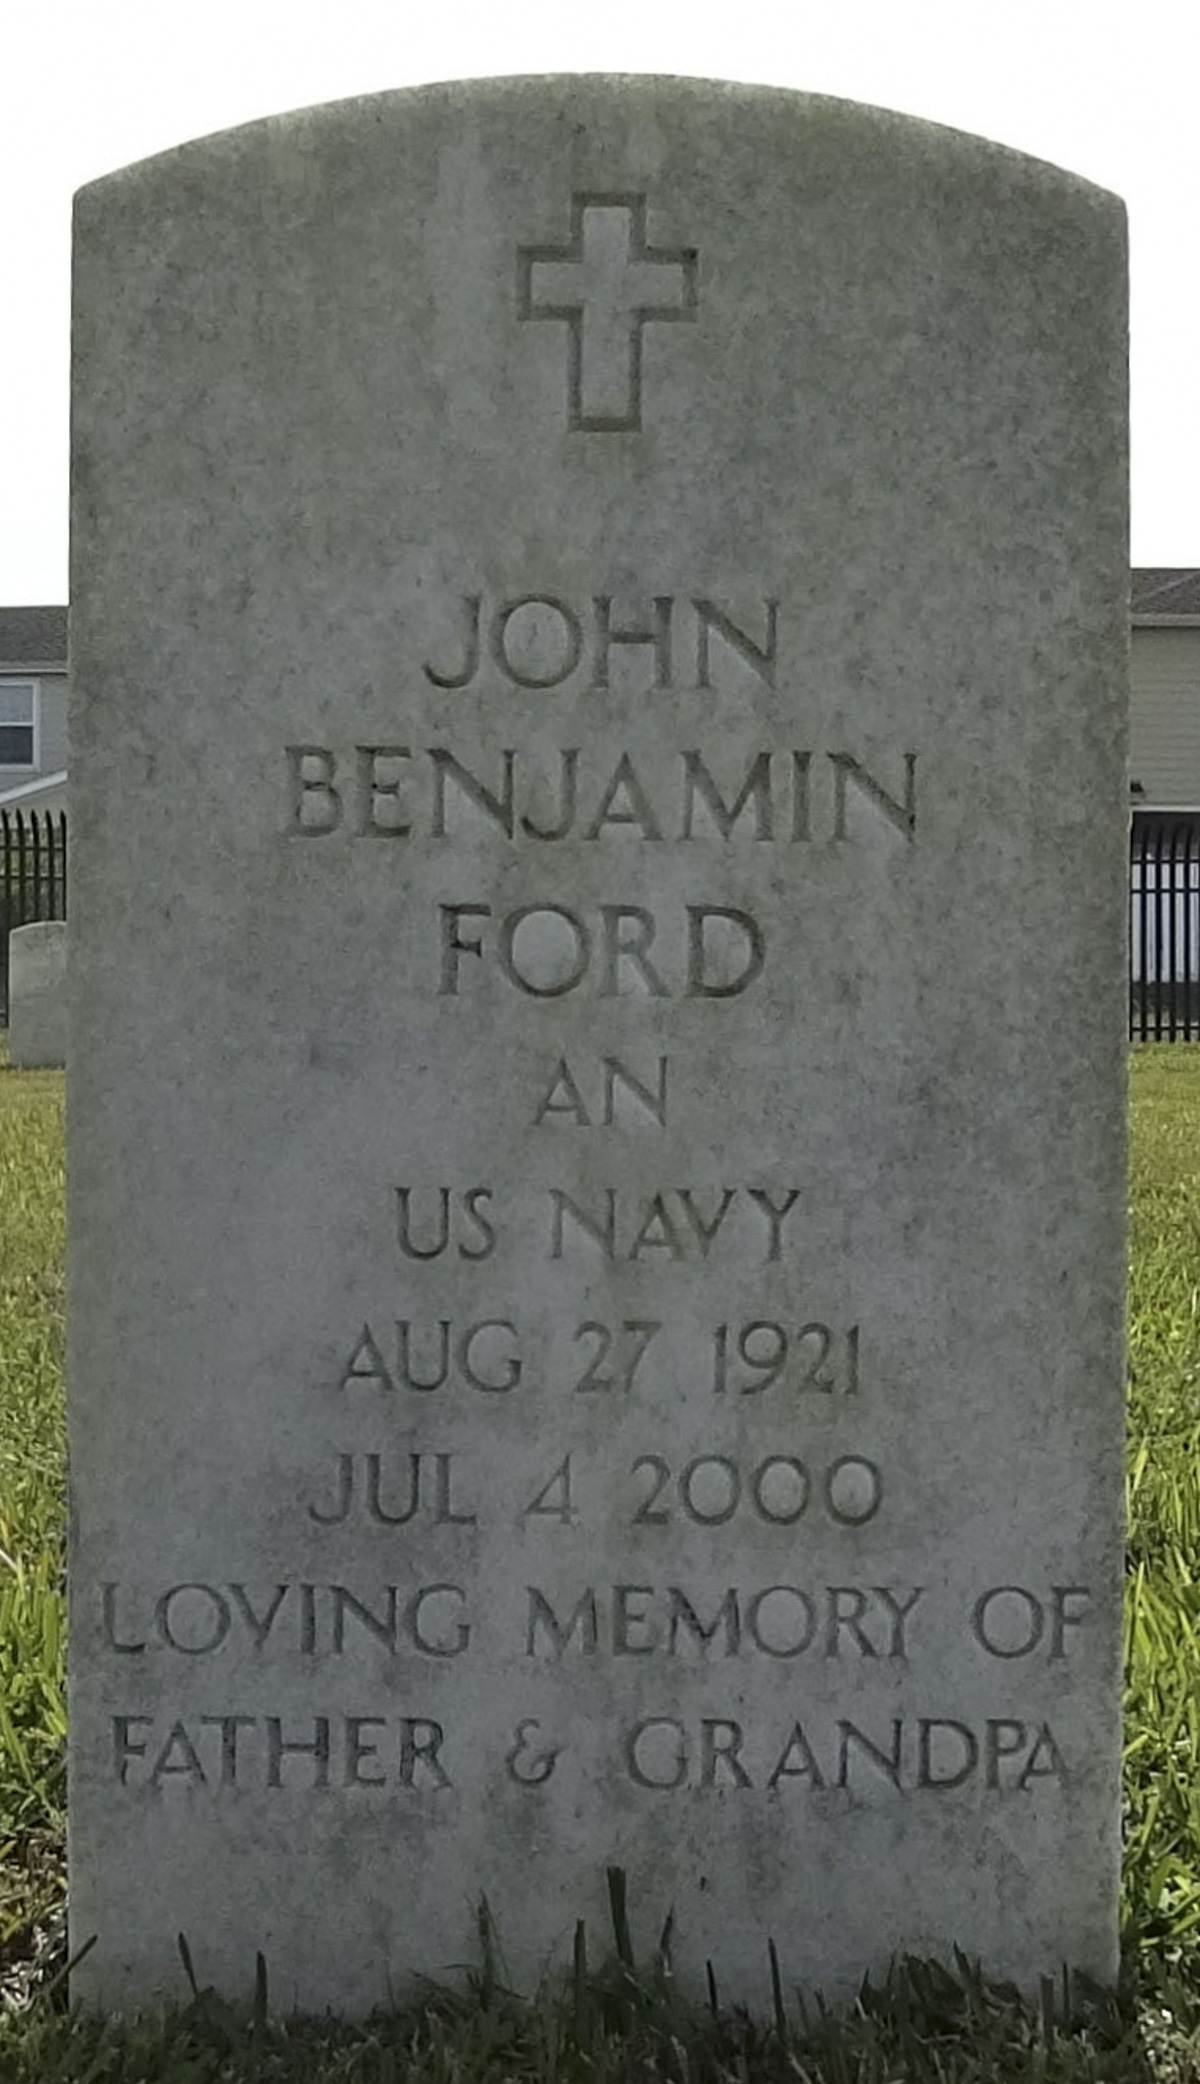 JOHN
BENJAMIN
FORD
AN
US NAVY
AUG 27 1921
JUL 4 2000
LOVING MEMORY OF
FATHER & GRANDPA